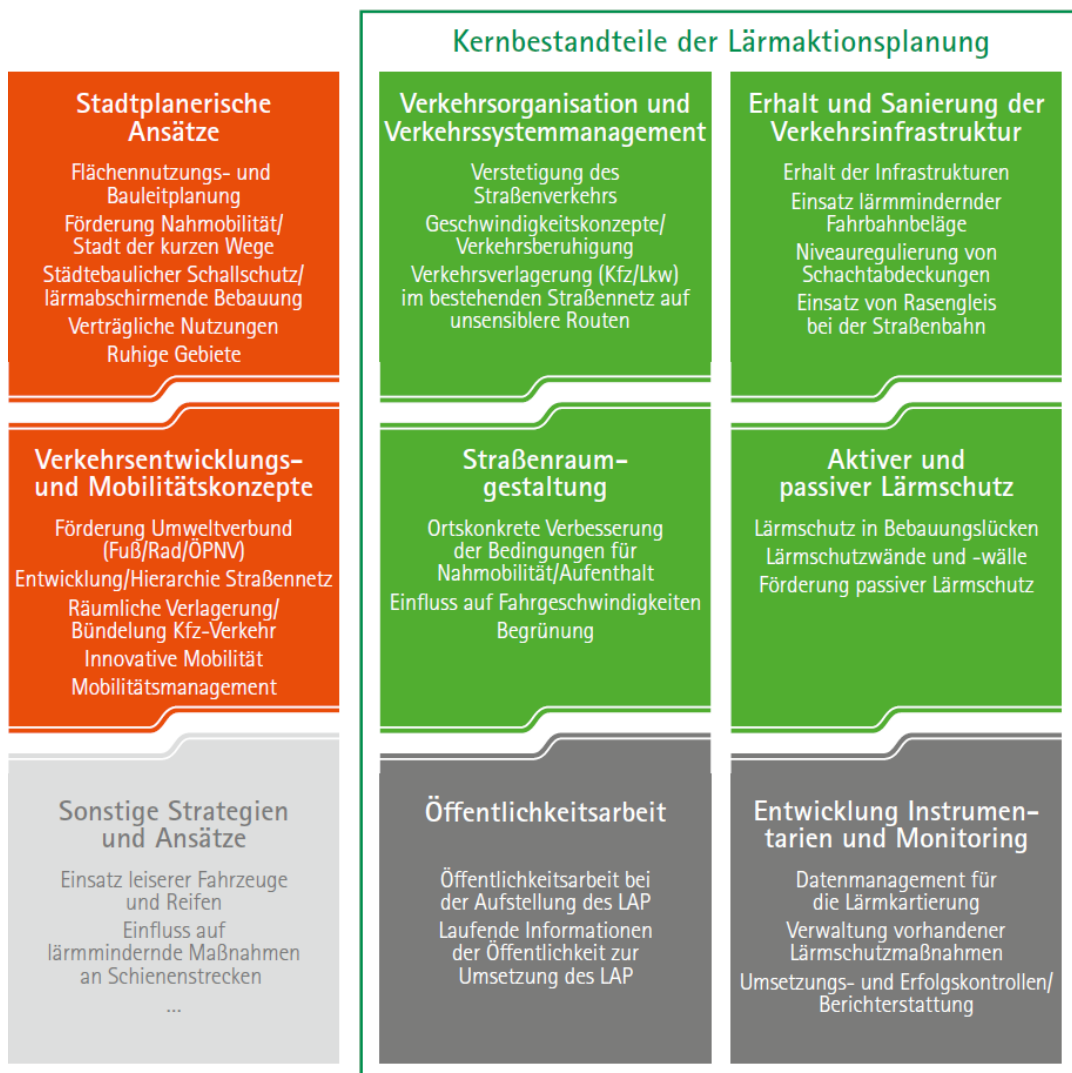 Kernbestandteile der Lärmaktionsplanung
Stadtplanerische
Ansätze
Flächennutzungs- und
Bauleitplanung
Förderung Nahmobilität/
Stadt der kurzen Wege
Städtebaulicher Schallschutz/
lärmabschirmende Bebauung
Verträgliche Nutzungen
Ruhige Gebiete
Verkehrsorganisation und
Verkehrssystemmanagement
Verstetigung des
Straßenverkehrs
Geschwindigkeitskonzepte/
Verkehrsberuhigung
Verkehrsverlagerung (Kfz/Lkw)
im bestehenden Straßennetz auf
unsensiblere Routen
Erhalt und Sanierung der
Verkehrsinfrastruktur
Erhalt der Infrastrukturen
Einsatz lärmmindernder
Fahrbahnbeläge
Niveauregulierung von
Schachtabdeckungen
Einsatz von Rasengleis
bei der Straßenbahn
Verkehrsentwicklungs-
und Mobilitätskonzepte
Förderung Umweltverbund
(Fuß/Rad/ÖPNV)
Entwicklung/Hierarchie Straßennetz
Räumliche Verlagerung/
Bündelung Kfz-Verkehr
Innovative Mobilität
Mobilitätsmanagement
Straßenraum-
gestaltung
Ortskonkrete Verbesserung
der Bedingungen für
Nahmobilität/Aufenthalt
Einfluss auf Fahrgeschwindigkeiten
Begrünung
Aktiver und
passiver Lärmschutz
Lärmschutz in Bebauungslücken
Lärmschutzwände und -wälle
Förderung passiver Lärmschutz
Sonstige Strategien
und Ansätze
Einsatz leiserer Fahrzeuge
und Reifen
Einfluss auf
lärmmindernde Maßnahmen
an Schienenstrecken
...
Öffentlichkeitsarbeit
Öffentlichkeitsarbeit bei
der Aufstellung des LAP
Laufende Informationen
der Öffentlichkeit zur
Umsetzung des LAP
Entwicklung Instrumen-
tarien und Monitoring
Datenmanagement für
die Lärmkartierung
Verwaltung vorhandener
Lärmschutzmaßnahmen
Umsetzungs- und Erfolgskontrollen/
Berichterstattung